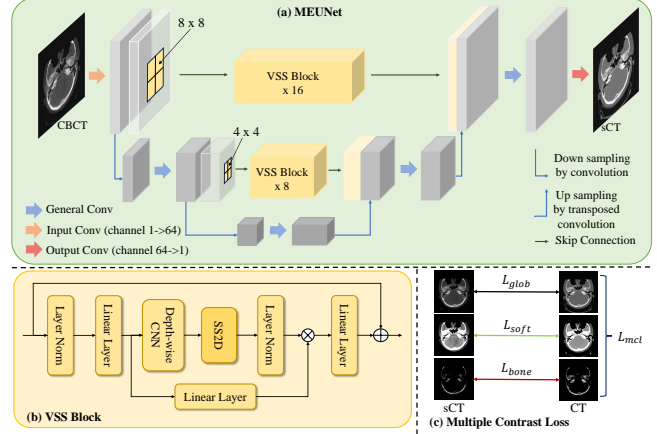 (a) MEUNet
8 x 8
VSS Block
x 16
CBCT
sCT
4 x 4
VSS Block
x 8
Down sampling
by convolution
Up sampling
by transposed
convolution
Skip Connection
General Conv
Input Conv (channel 1->64)
Output Conv (channel 64->1)
Layer Norm
Linear Layer
Depth-wise
CNN
SS2D
Layer Norm
Linear Layer
Linear Layer
(b) VSS Block
L_glob
L_soft
L_mcl
L_bone
sCT
CT
(c) Multiple Contrast Loss